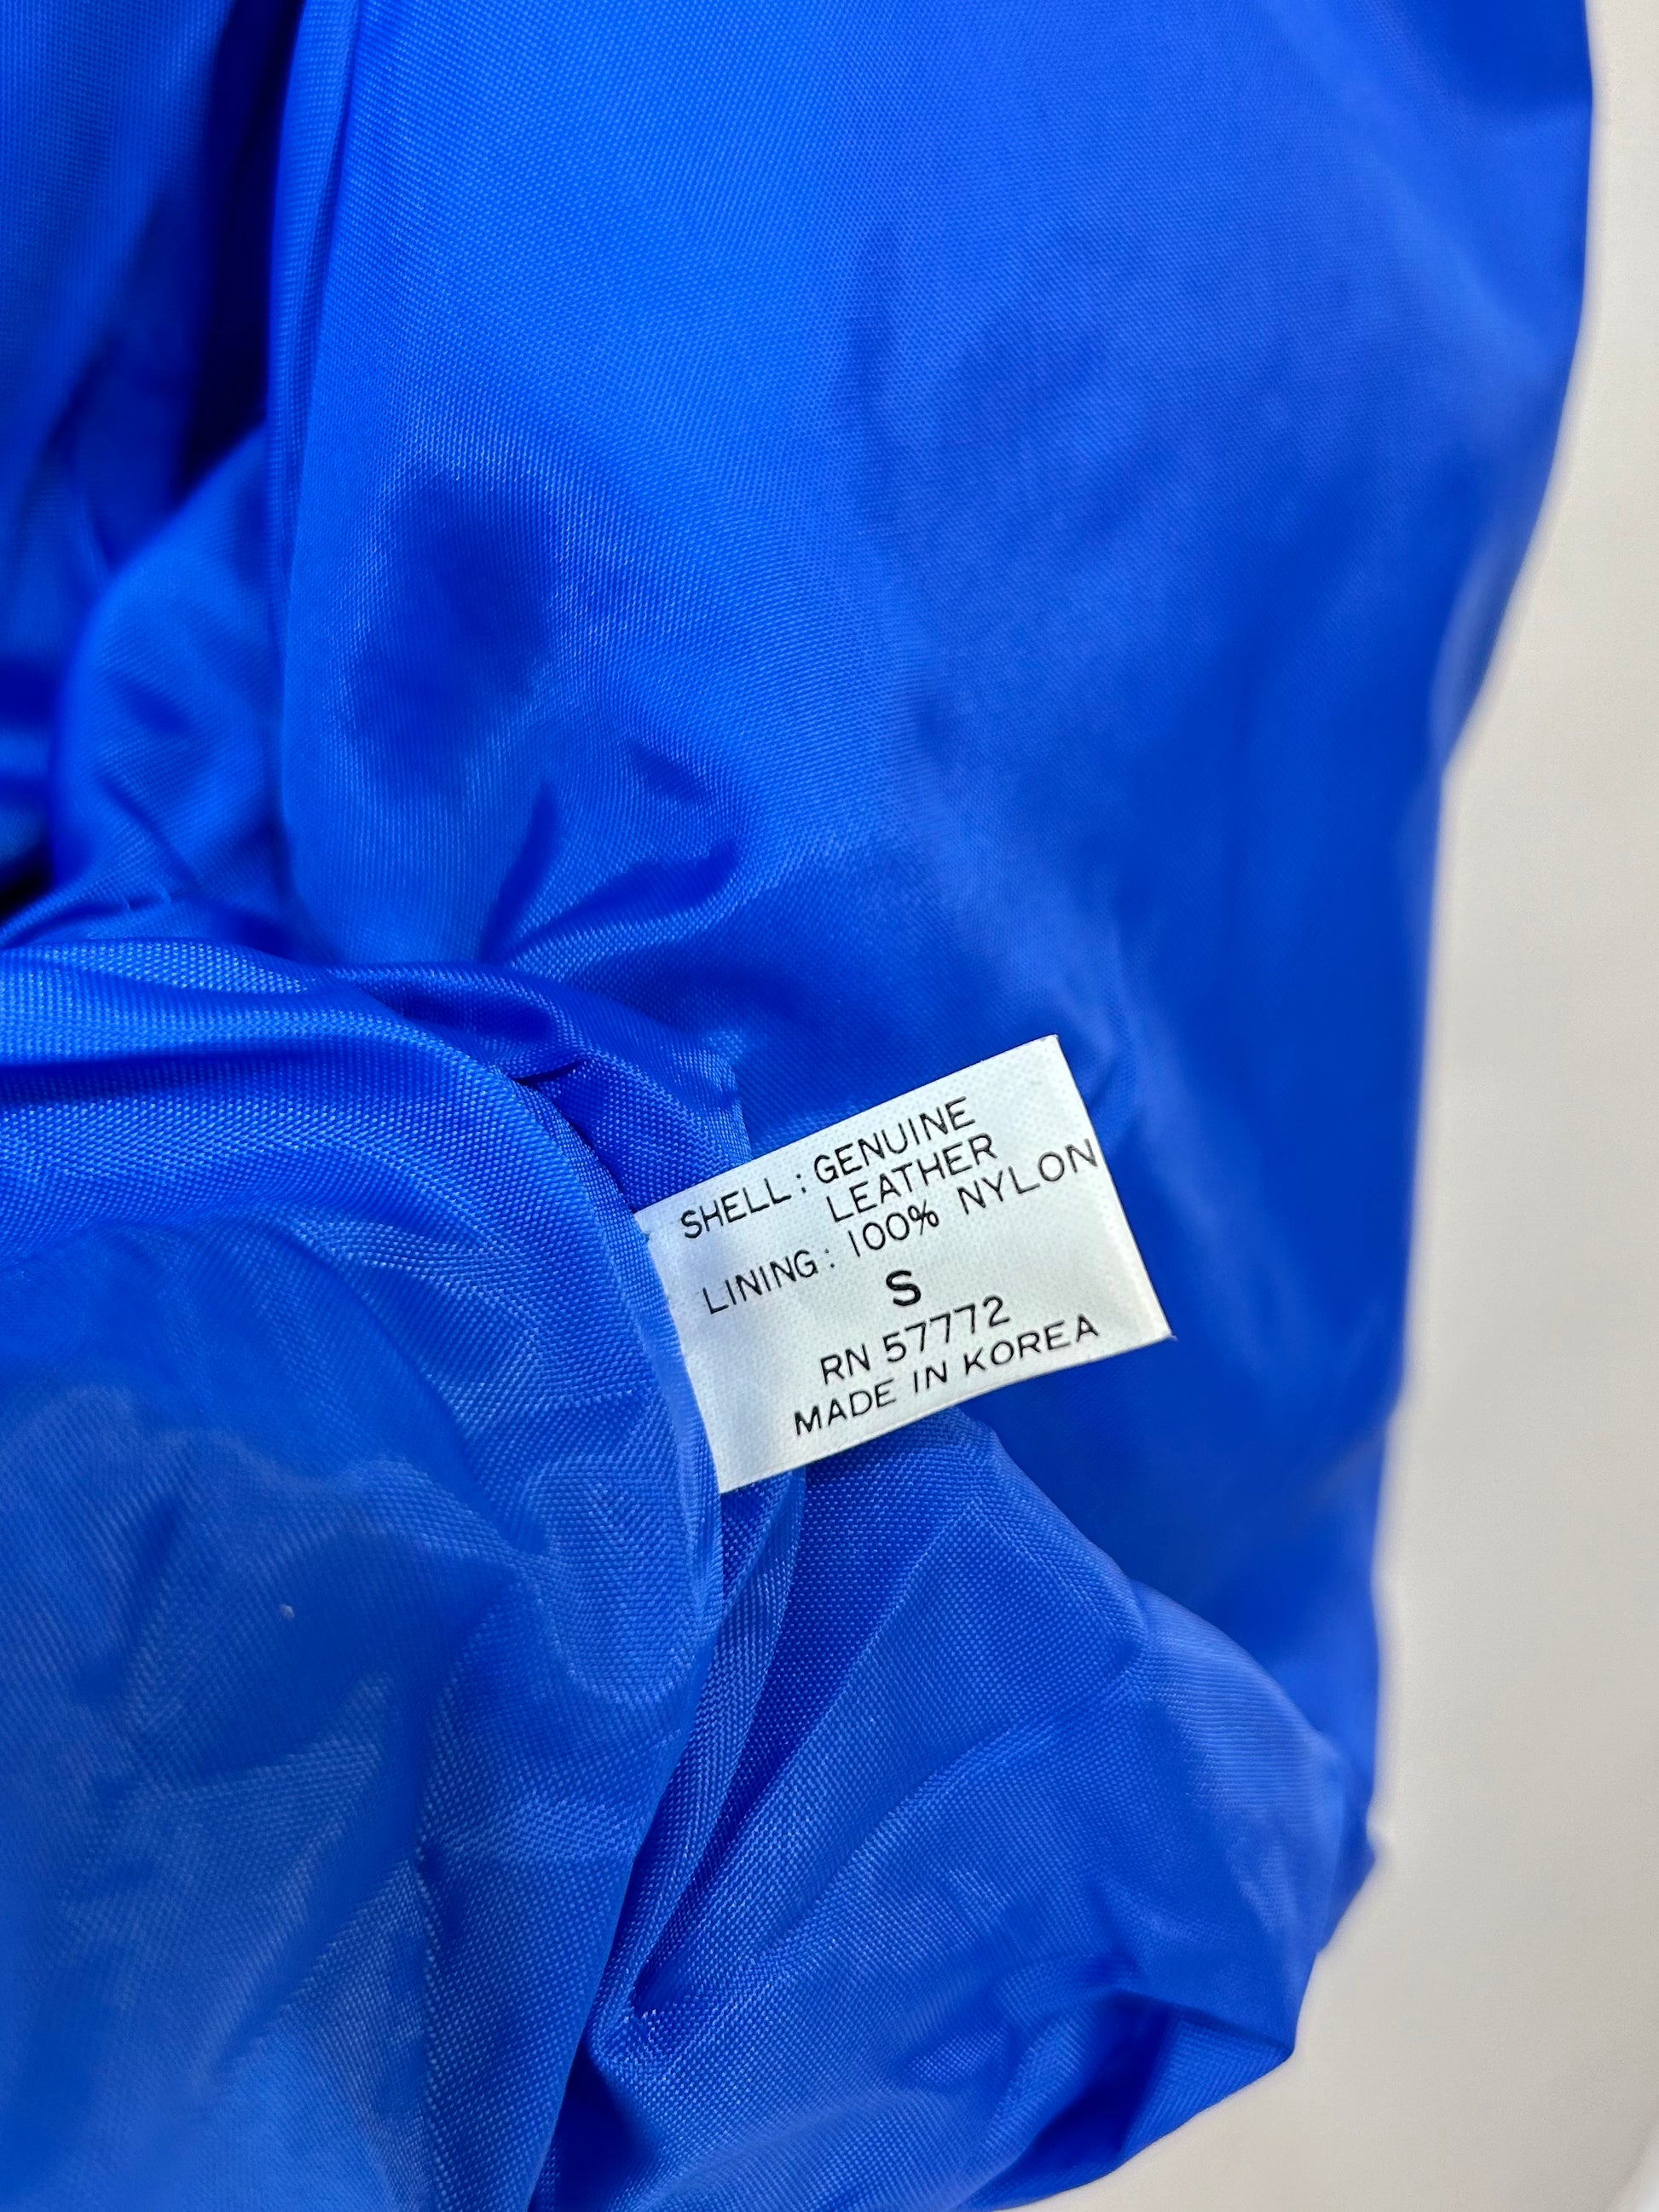 SHELL: GENUINE
LEATHER
LINING: 100% NYLON
S
RN 57772
MADE IN KOREA